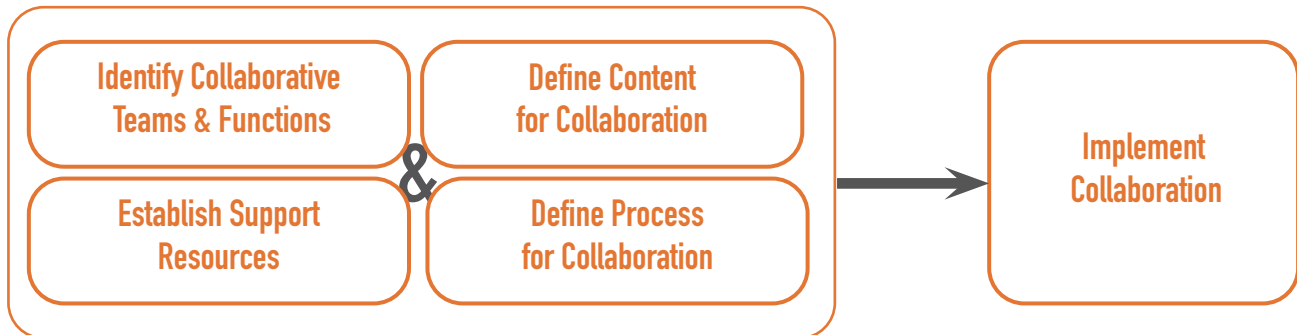 Identify Collaborative
Teams & Functions
Define Content
for Collaboration
&
Establish Support
Resources
Define Process
for Collaboration
Implement
Collaboration